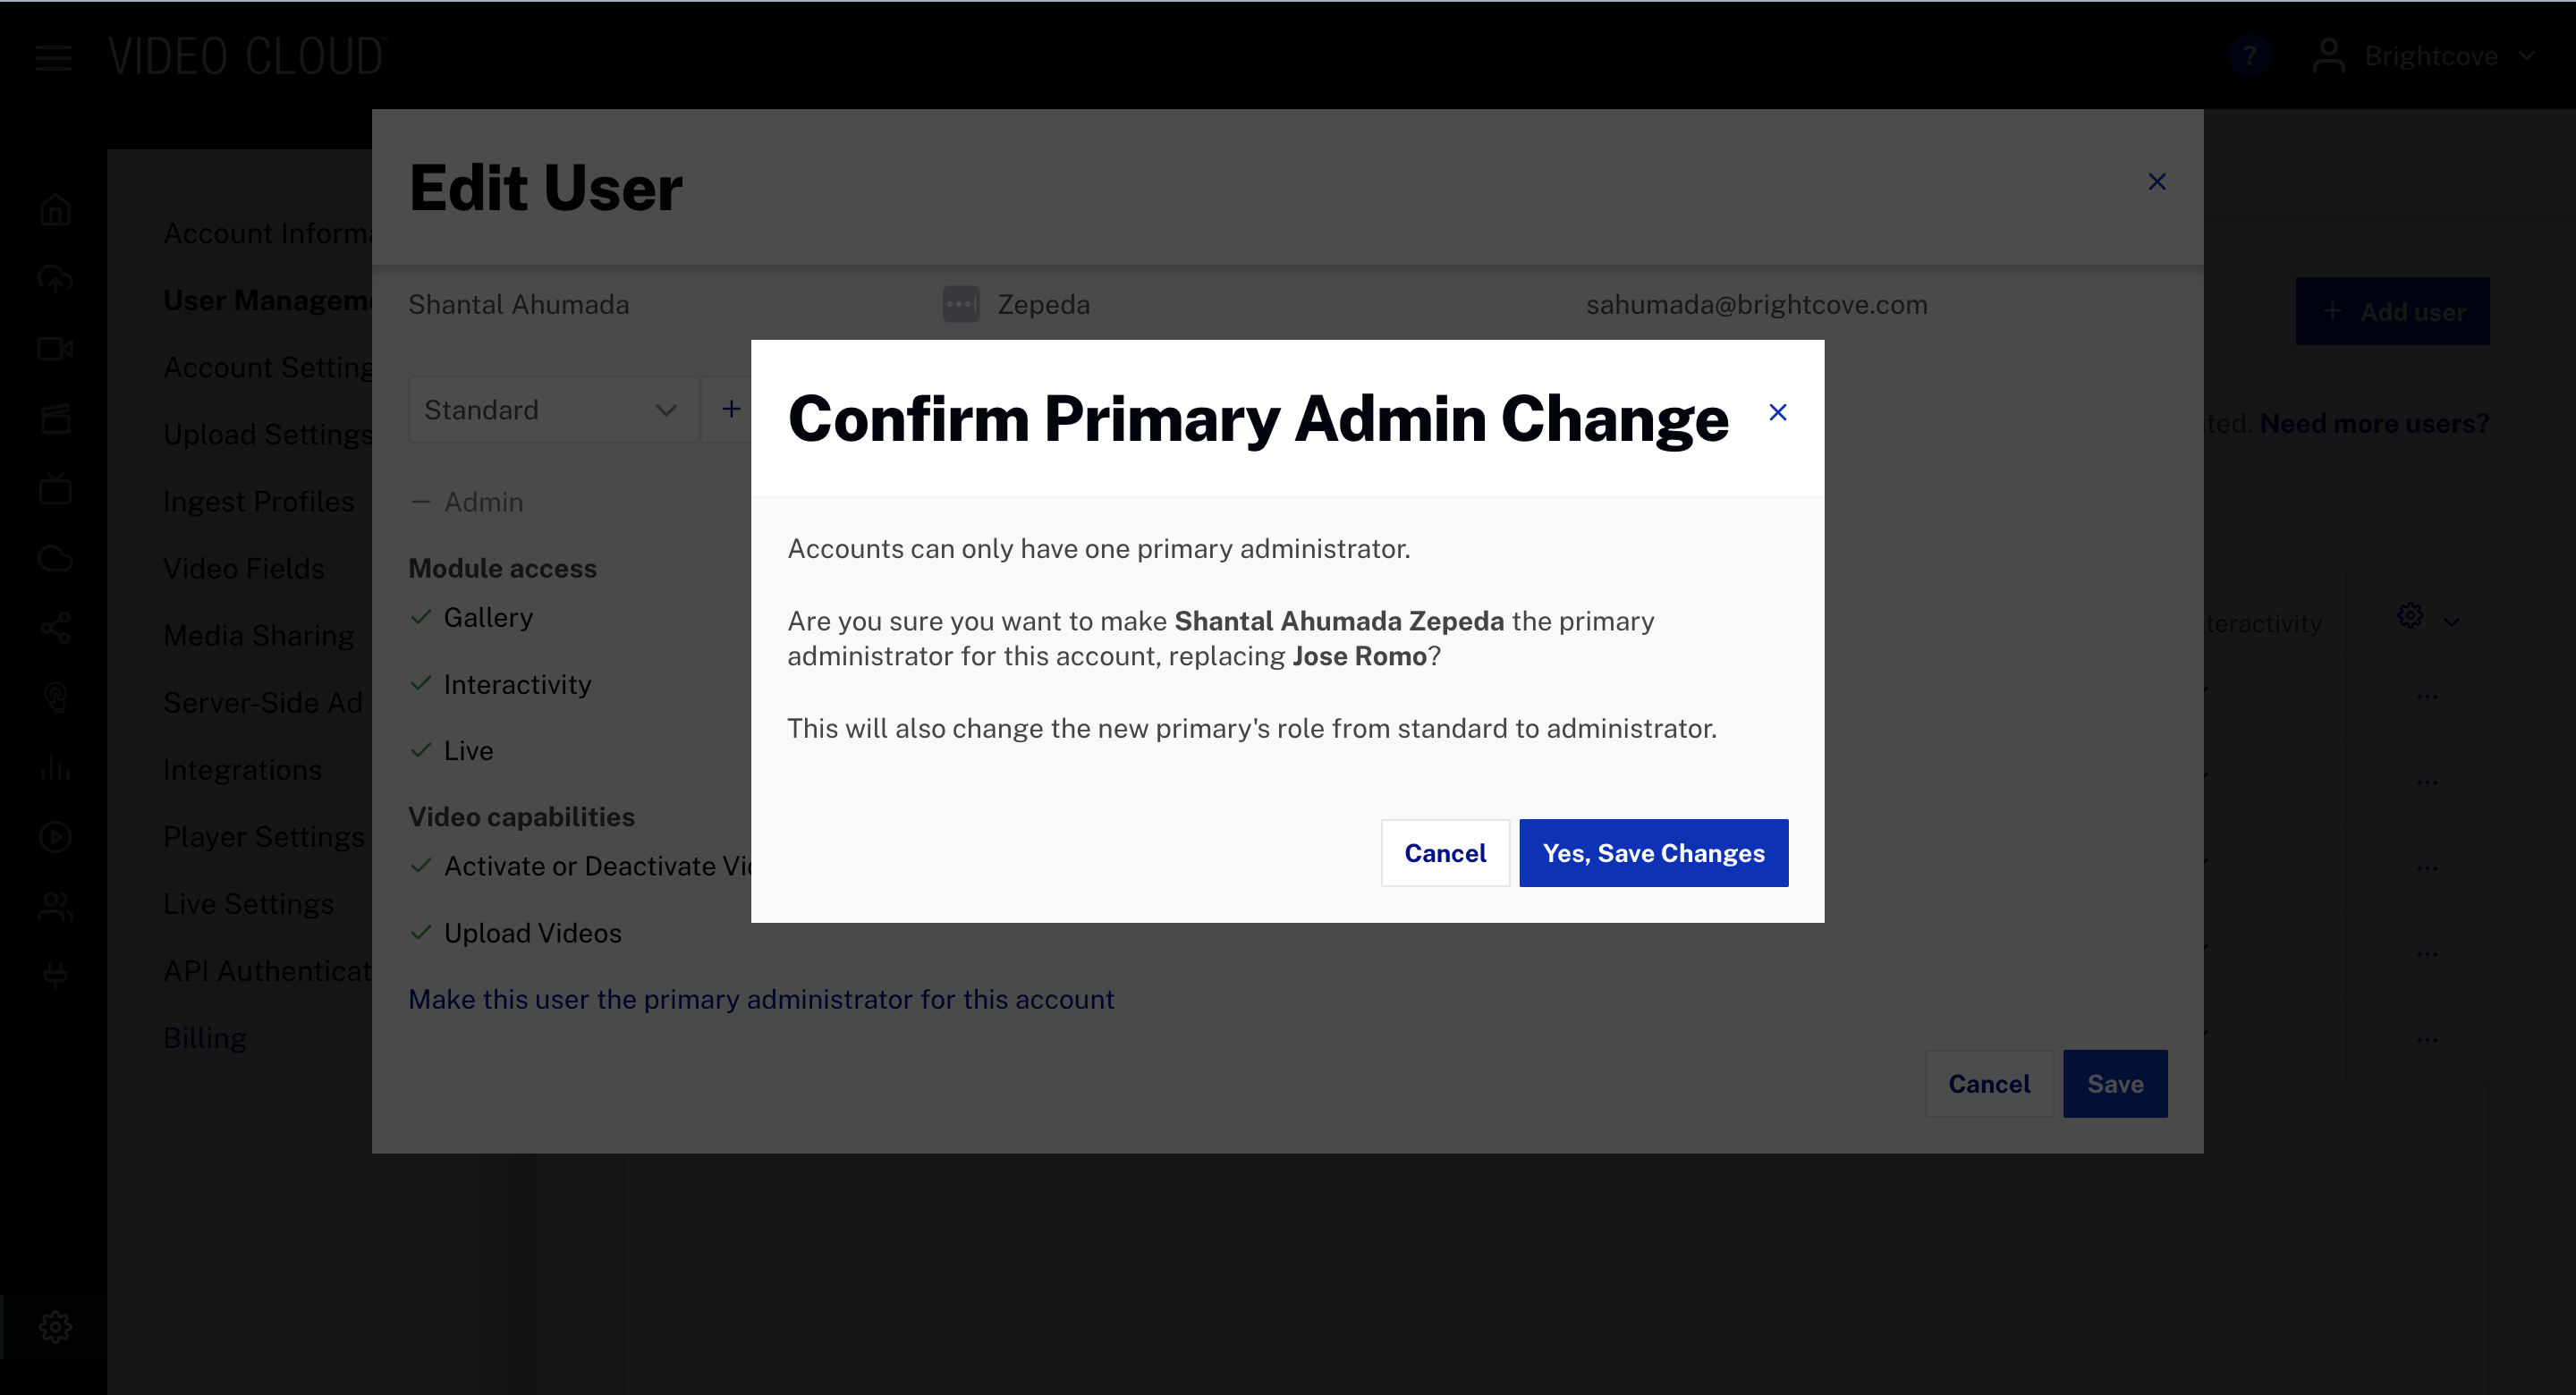 VIDEO CLOUD™
? Brightcove
Edit User
Account Informa
User Managem
Account Setting
Upload Settings
Ingest Profiles
Video Fields
Media Sharing
Server-Side Ad
Integrations
Player Settings
Live Settings
API Authenticat
Billing
Shantal Ahumada Zepeda sahumada@brightcove.com
+ Add user
Standard +
ted. Need more users?
Admin
Module access
Gallery
Interactivity
Live
Video capabilities
Activate or Deactivate Vi
Upload Videos
Make this user the primary administrator for this account
Cancel Save
teractivity
Confirm Primary Admin Change
Accounts can only have one primary administrator.
Are you sure you want to make Shantal Ahumada Zepeda the primary
administrator for this account, replacing Jose Romo?
This will also change the new primary's role from standard to administrator.
Cancel Yes, Save Changes